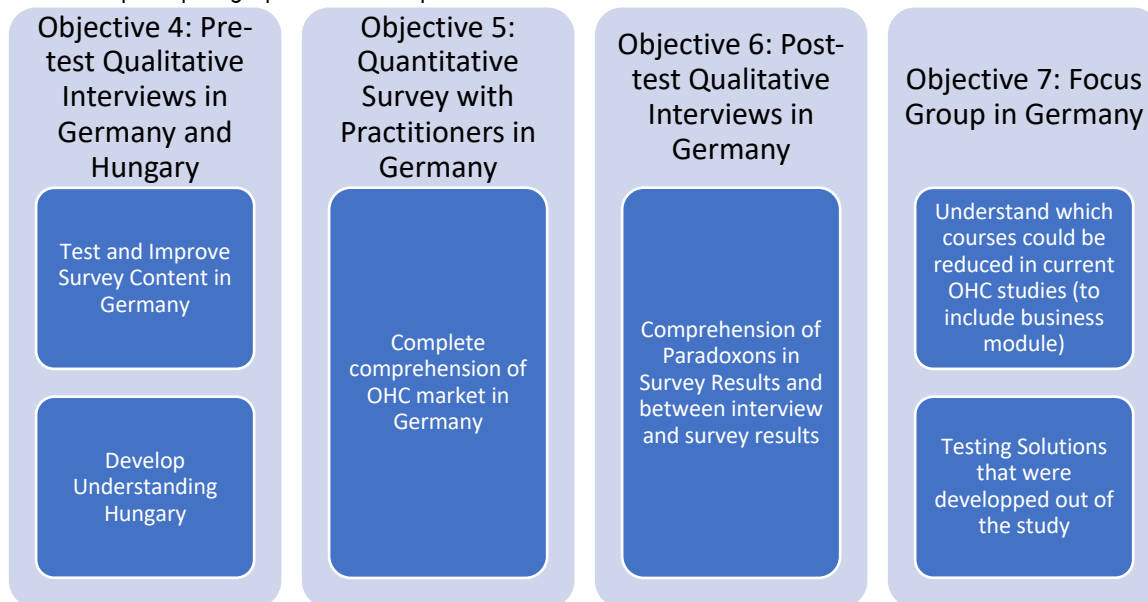 Objective 4: Pre-
test Qualitative
Interviews in
Germany and
Hungary
Test and Improve
Survey Content in
Germany
Develop
Understanding
Hungary
Objective 5:
Quantitative
Survey with
Practitioners in
Germany
Complete
comprehension of
OHC market in
Germany
Objective 6: Post-
test Qualitative
Interviews in
Germany
Comprehension of
Paradoxons in
Survey Results and
between interview
and survey results
Objective 7: Focus
Group in Germany
Understand which
courses could be
reduced in current
OHC studies (to
include business
module)
Testing Solutions
that were
developped out of
the study